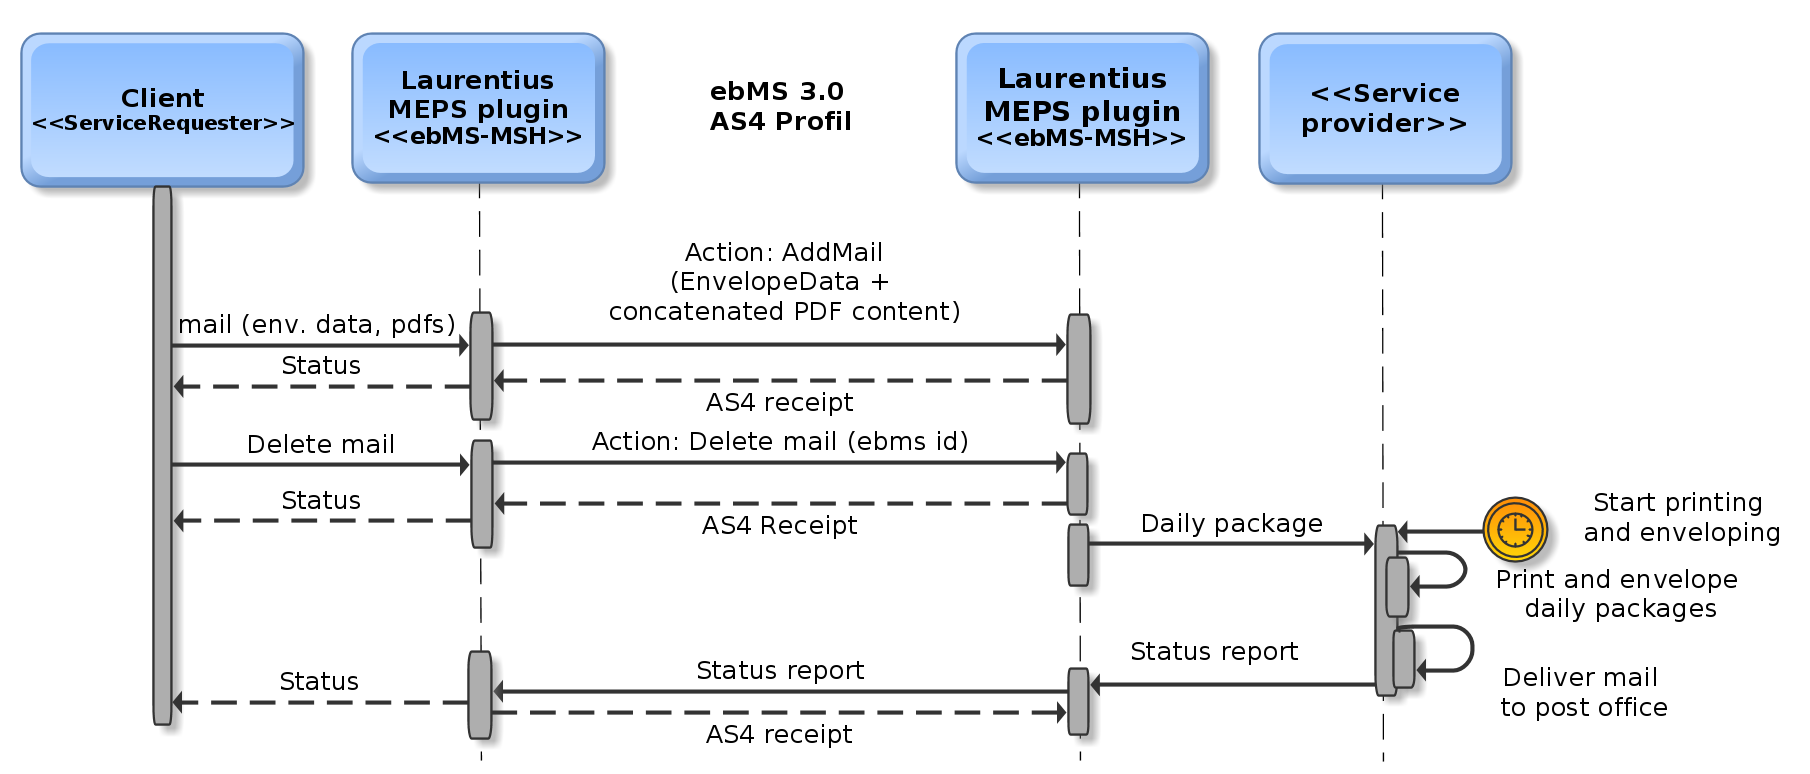 Client
<<ServiceRequester>>
Laurentius
MEPS plugin
<<ebMS-MSH>>
ebMS 3.0
AS4 Profil
Laurentius
MEPS plugin
<<ebMS-MSH>>
<<Service
provider>>
Action: AddMail
(EnvelopeData +
concatenated PDF content)
mail (env. data, pdfs)
Status
AS4 receipt
Delete mail
Action: Delete mail (ebms id)
Status
AS4 Receipt
Daily package
Start printing
and enveloping
Print and envelope
daily packages
Status report
Status report
Status
Deliver mail
to post office
AS4 receipt